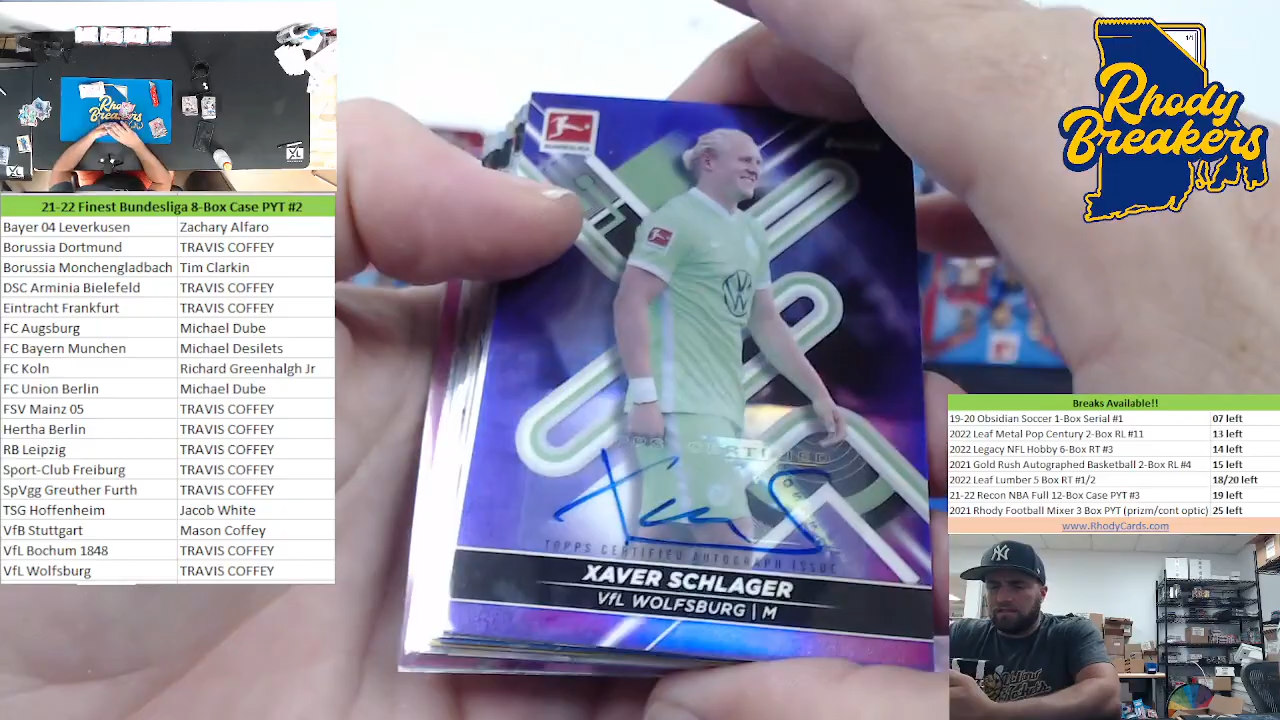 Rhody
Breakers
21-22 Finest Bundesliga 8-Box Case PYT #2
Bayer 04 Leverkusen Zachary Alfaro
Borussia Dortmund TRAVIS COFFEY
Borussia Monchengladbach Tim Clarkin
DSC Arminia Bielefeld TRAVIS COFFEY
Eintracht Frankfurt TRAVIS COFFEY
FC Augsburg Michael Dube
FC Bayern Munchen Michael Desilets
FC Koln Richard Greenhalgh Jr
FC Union Berlin Michael Dube
FSV Mainz 05 TRAVIS COFFEY
Hertha Berlin TRAVIS COFFEY
RB Leipzig TRAVIS COFFEY
Sport-Club Freiburg TRAVIS COFFEY
SpVgg Greuther Furth TRAVIS COFFEY
TSG Hoffenheim Jacob White
VfB Stuttgart Mason Coffey
VfL Bochum 1848 TRAVIS COFFEY
VfL Wolfsburg TRAVIS COFFEY
BUNDESLIGA
TOPPS CERTIFIED AUTOGRAPH ISSUE
XAVER SCHLAGER
VfL WOLFSBURG | M
1/1
Rhody
Breakers
Breaks Available!!
19-20 Obsidian Soccer 1-Box Serial #1 07 left
2022 Leaf Metal Pop Century 2-Box RL #11 13 left
2022 Legacy NFL Hobby 6-Box RT #3 14 left
2021 Gold Rush Autographed Basketball 2-Box RL #4 15 left
2022 Leaf Lumber 5 Box RT #1/2 18/20 left
21-22 Recon NBA Full 12-Box Case PYT #3 19 left
2021 Rhody Football Mixer 3 Box PYT (prizm/cont optic) 25 left
www.RhodyCards.com